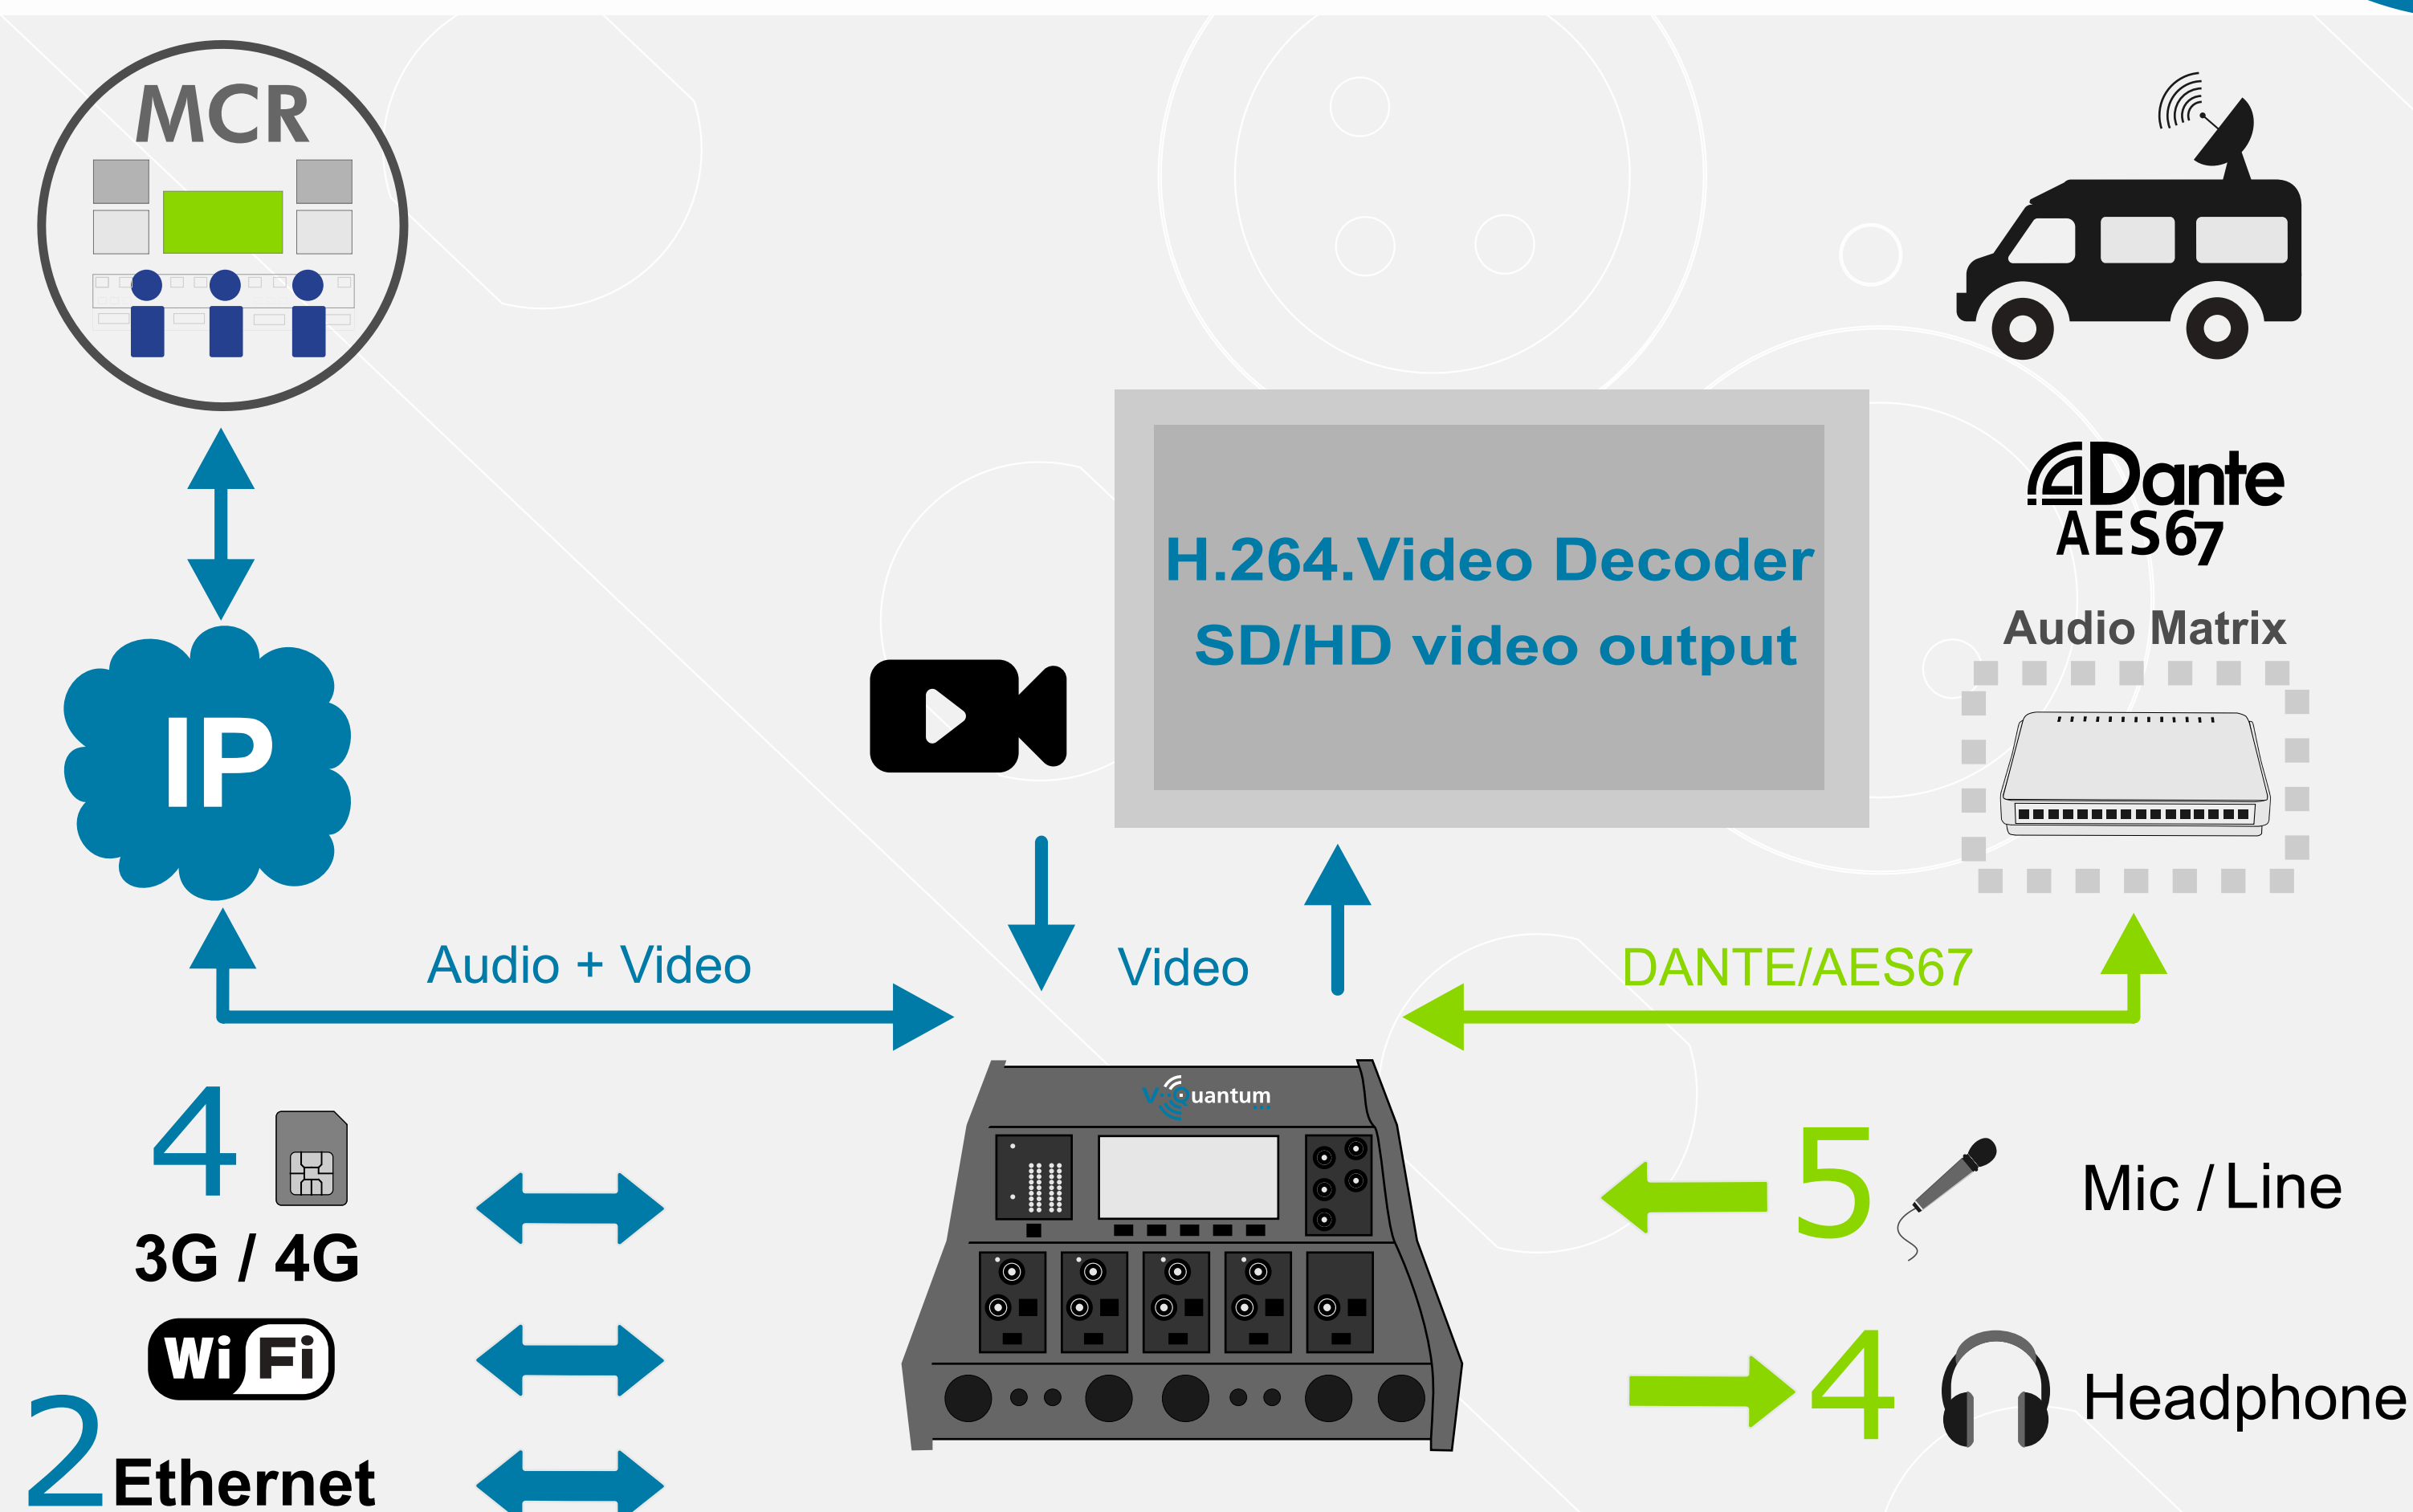 MCR
Dante
AES67
H.264.Video Decoder
SD/HD video output
Audio Matrix
IP
Audio + Video
Video
DANTE/AES67
V Quantum
4
3G / 4G
5
Mic / Line
Wi Fi
4
Headphone
2 Ethernet